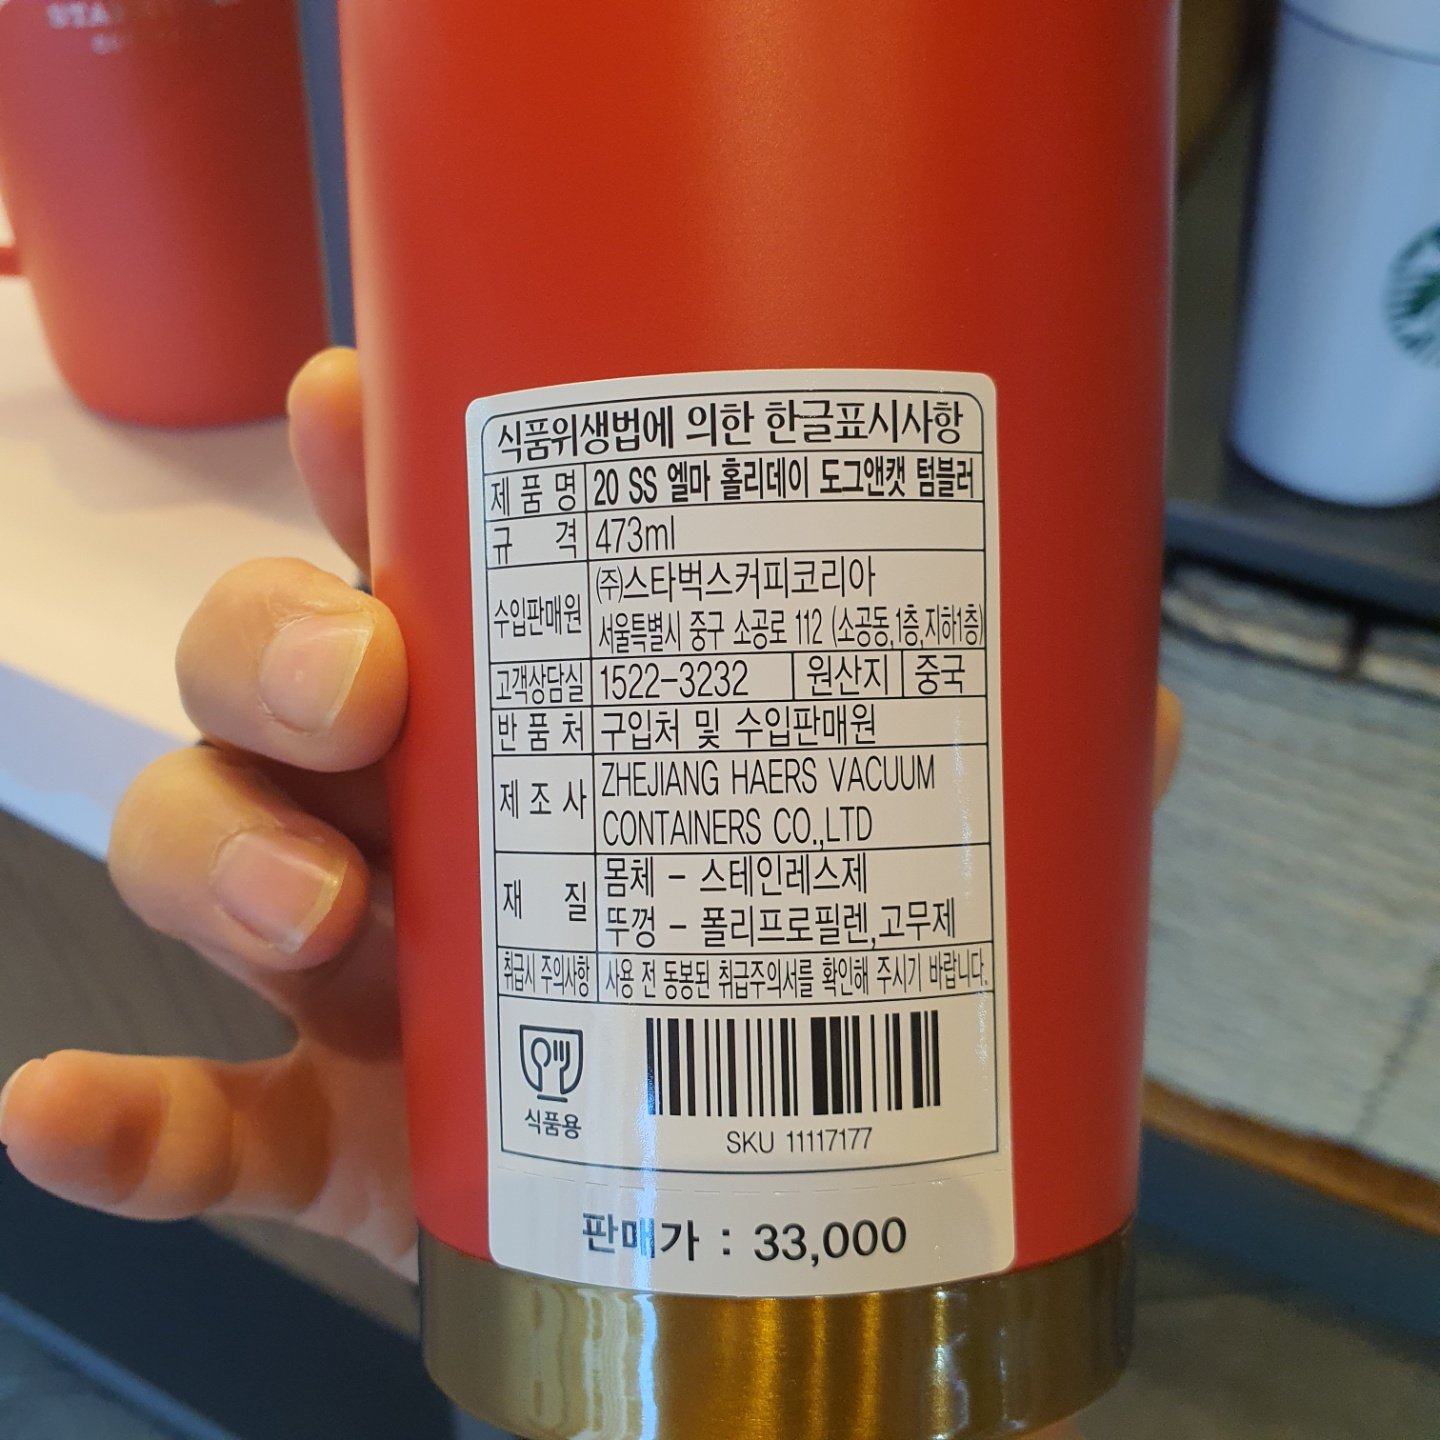 식품위생법에 의한 한글표시사항
제 품 명 20 SS 엘마 홀리데이 도그앤캣 텀블러
규 격 473ml
수입판매원 (주)스타벅스커피코리아
서울특별시 중구 소공로 112 (소공동,1층,지하1층)
고객상담실 1522-3232 원산지 중국
반 품 처 구입처 및 수입판매원
제 조 사 ZHEJIANG HAERS VACUUM
CONTAINERS CO.,LTD
재 질 몸체 - 스테인레스제
뚜껑 - 폴리프로필렌,고무제
취급시 주의사항 사용 전 동봉된 취급주의서를 확인해 주시기 바랍니다.
식품용
SKU 11117177
판매가 : 33,000